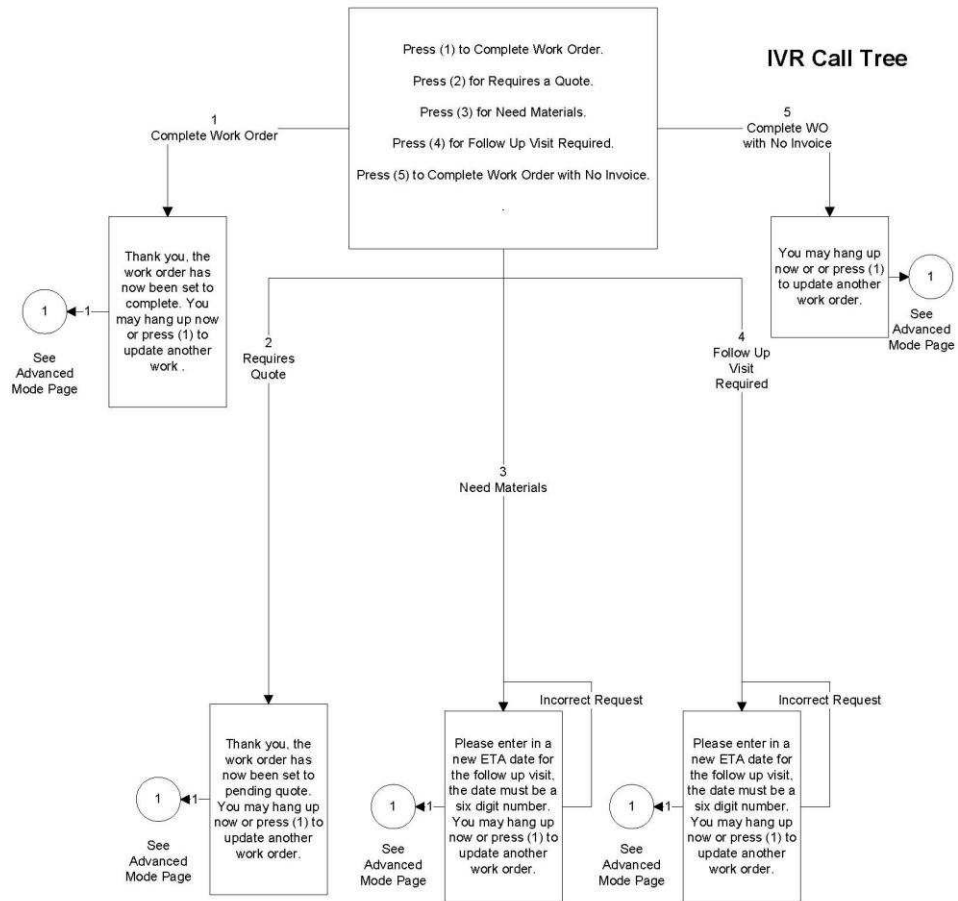 Press (1) to Complete Work Order.
Press (2) for Requires a Quote.
Press (3) for Need Materials.
Press (4) for Follow Up Visit Required.
Press (5) to Complete Work Order with No Invoice.
.
IVR Call Tree
1
Complete Work Order
5
Complete WO
with No Invoice
Thank you, the
work order has
now been set to
complete. You
may hang up now
or press (1) to
update another
work .
1
1
See
Advanced
Mode Page
You may hang up
now or or press (1)
to update another
work order.
1
See
Advanced
Mode Page
2
Requires
Quote
4
Follow Up
Visit
Required
3
Need Materials
Thank you, the
work order has
now been set to
pending quote.
You may hang up
now or press (1) to
update another
work order.
1
1
See
Advanced
Mode Page
Incorrect Request
Please enter in a
new ETA date for
the follow up visit,
the date must be a
six digit number.
You may hang up
now or press (1) to
update another
work order.
1
1
See
Advanced
Mode Page
Incorrect Request
Please enter in a
new ETA date for
the follow up visit,
the date must be a
six digit number.
You may hang up
now or press (1) to
update another
work order.
1
1
See
Advanced
Mode Page